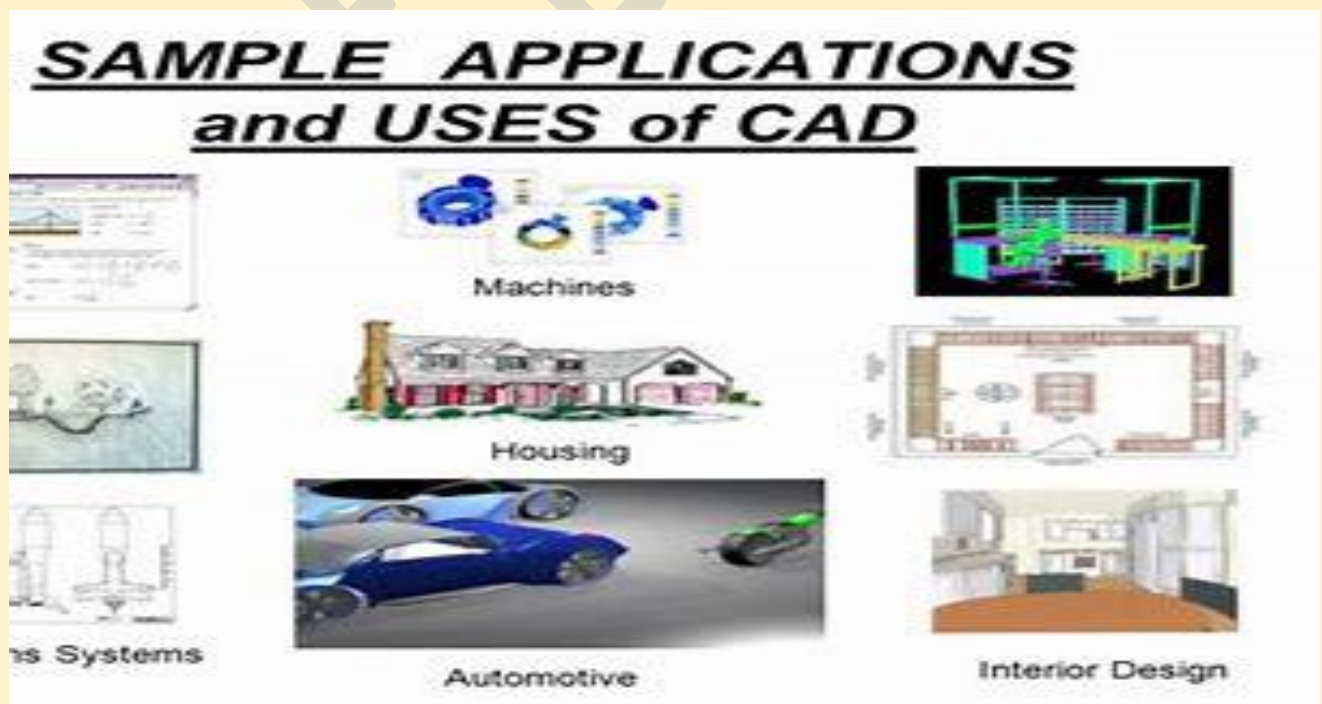 SAMPLE APPLICATIONS
and USES of CAD
Machines
Housing
ns Systems
Automotive
Interior Design